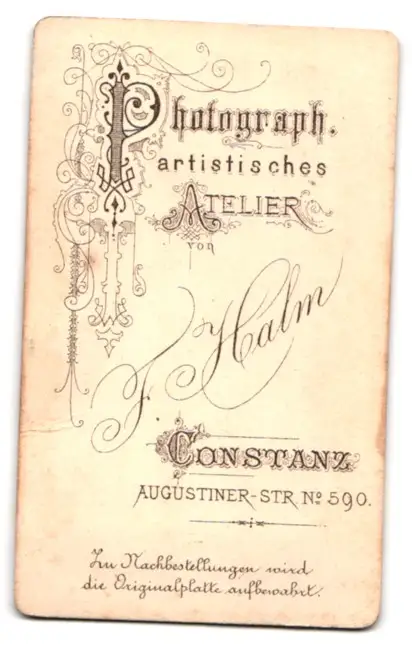 Photograph.
artistisches
ATELIER
von
F. Halm
CONSTANZ
AUGUSTINER-STR. No 590.
Zu Nachbestellungen wird
die Originalplatte aufbewahrt.